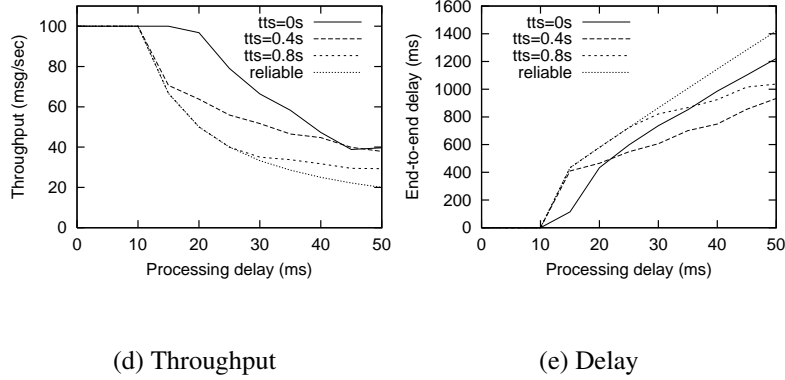 Throughput (msg/sec)
100
80
60
40
20
0
0 10 20 30 40 50
Processing delay (ms)
tts=0s
tts=0.4s
tts=0.8s
reliable
(d) Throughput
End-to-end delay (ms)
1600
1400
1200
1000
800
600
400
200
0
0 10 20 30 40 50
Processing delay (ms)
tts=0s
tts=0.4s
tts=0.8s
reliable
(e) Delay